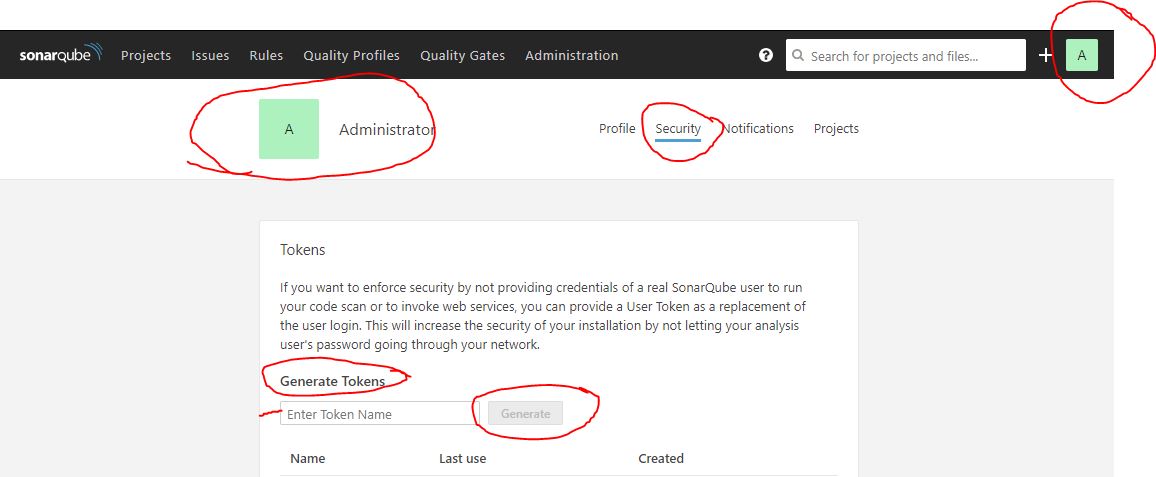 sonarqube Projects Issues Rules Quality Profiles Quality Gates Administration ? Search for projects and files... + A
A Administrator Profile Security Notifications Projects
Tokens
If you want to enforce security by not providing credentials of a real SonarQube user to run
your code scan or to invoke web services, you can provide a User Token as a replacement of
the user login. This will increase the security of your installation by not letting your analysis
user's password going through your network.
Generate Tokens
Enter Token Name Generate
Name Last use Created